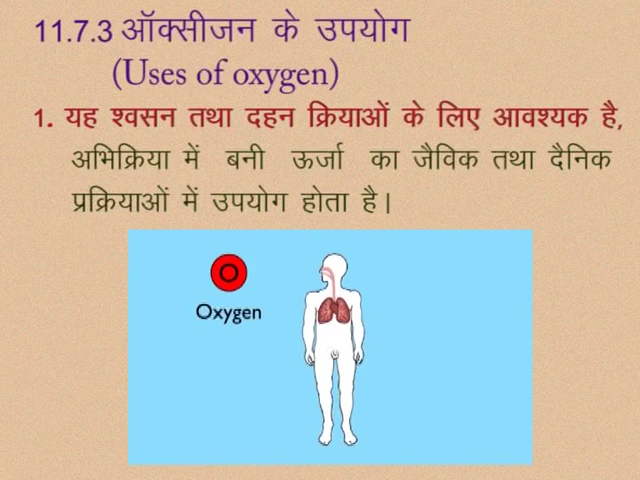 11.7.3 ऑक्सीजन के उपयोग
(Uses of oxygen)
1. यह श्वसन तथा दहन क्रियाओं के लिए आवश्यक है,
अभिक्रिया में बनी ऊर्जा का जैविक तथा दैनिक
प्रक्रियाओं में उपयोग होता है।
O
Oxygen